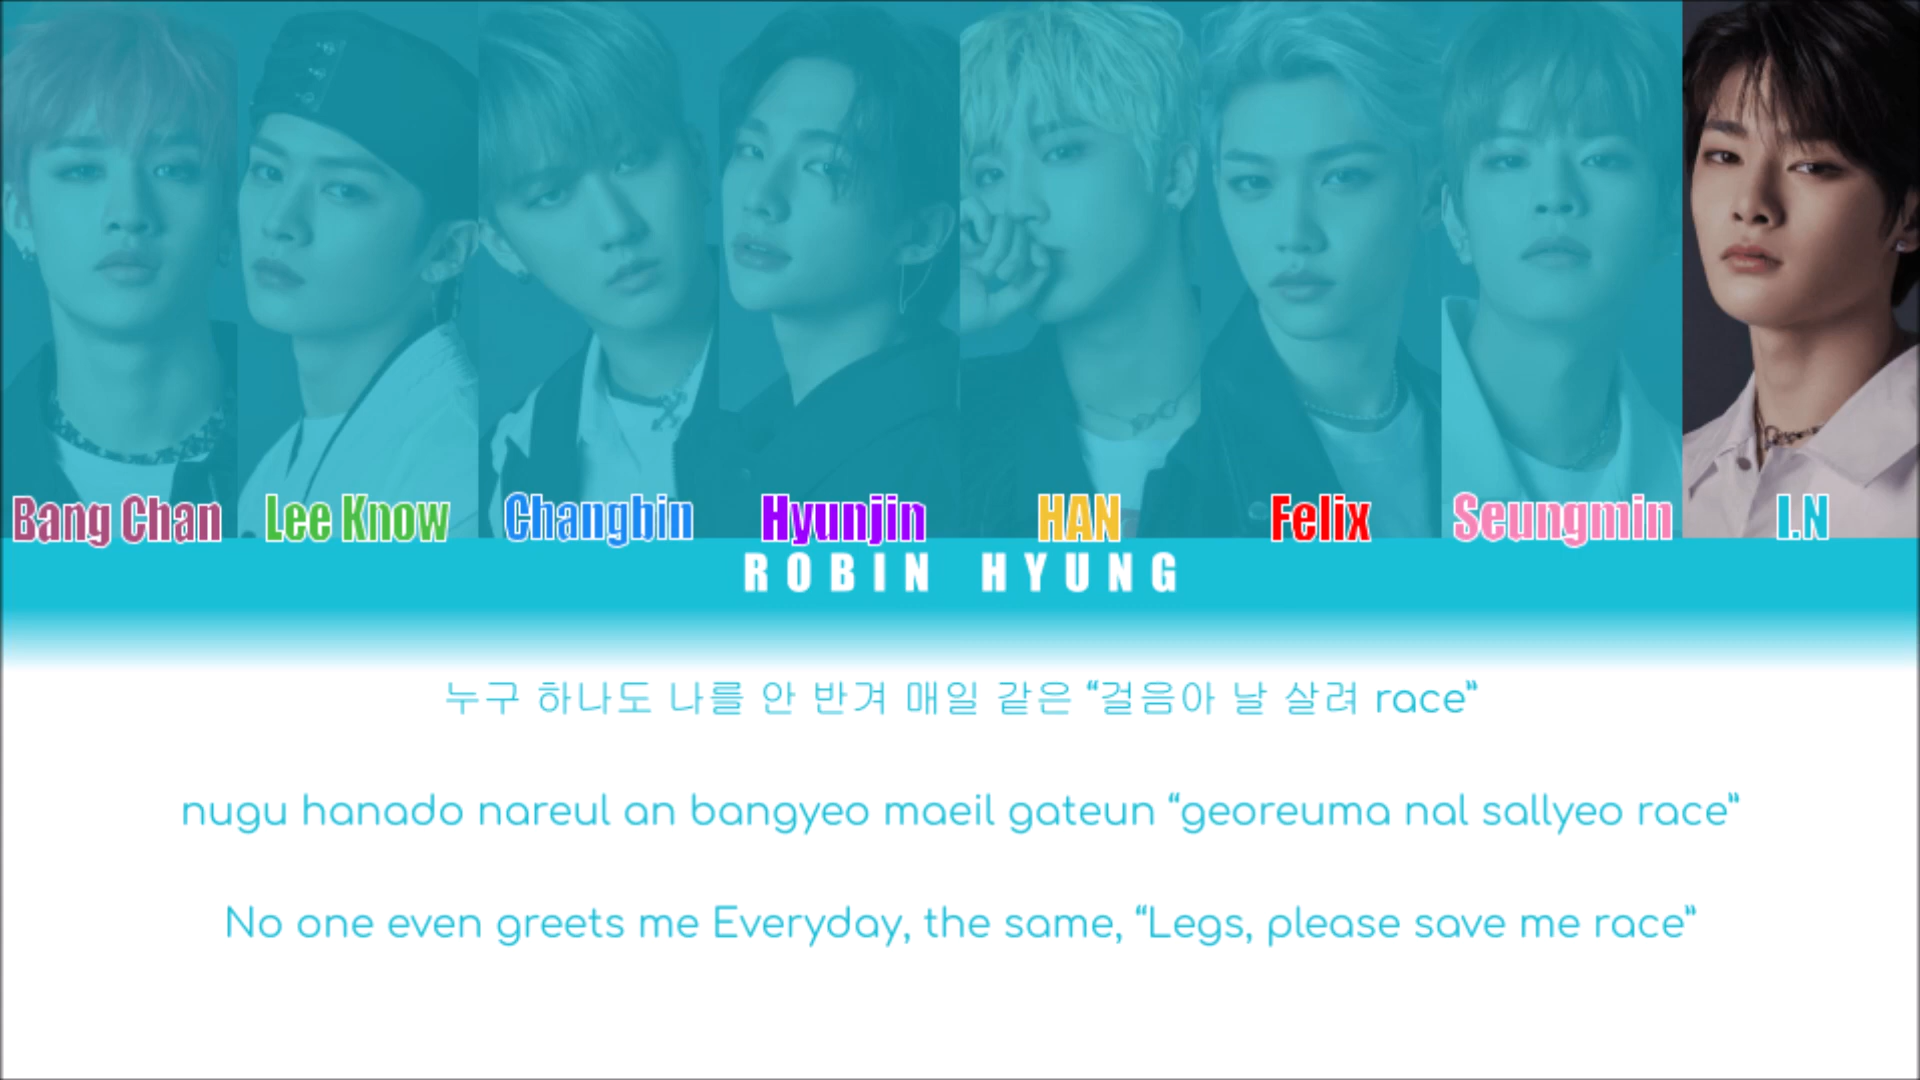 Bang Chan Lee Know Changbin Hyunjin HAN Felix Seungmin I.N
ROBIN HYUNG
누구 하나도 나를 안 반겨 매일 같은 “걸음아 날 살려 race”
nugu hanado nareul an bangyeo maeil gateun “georeuma nal sallyeo race”
No one even greets me Everyday, the same, “Legs, please save me race”